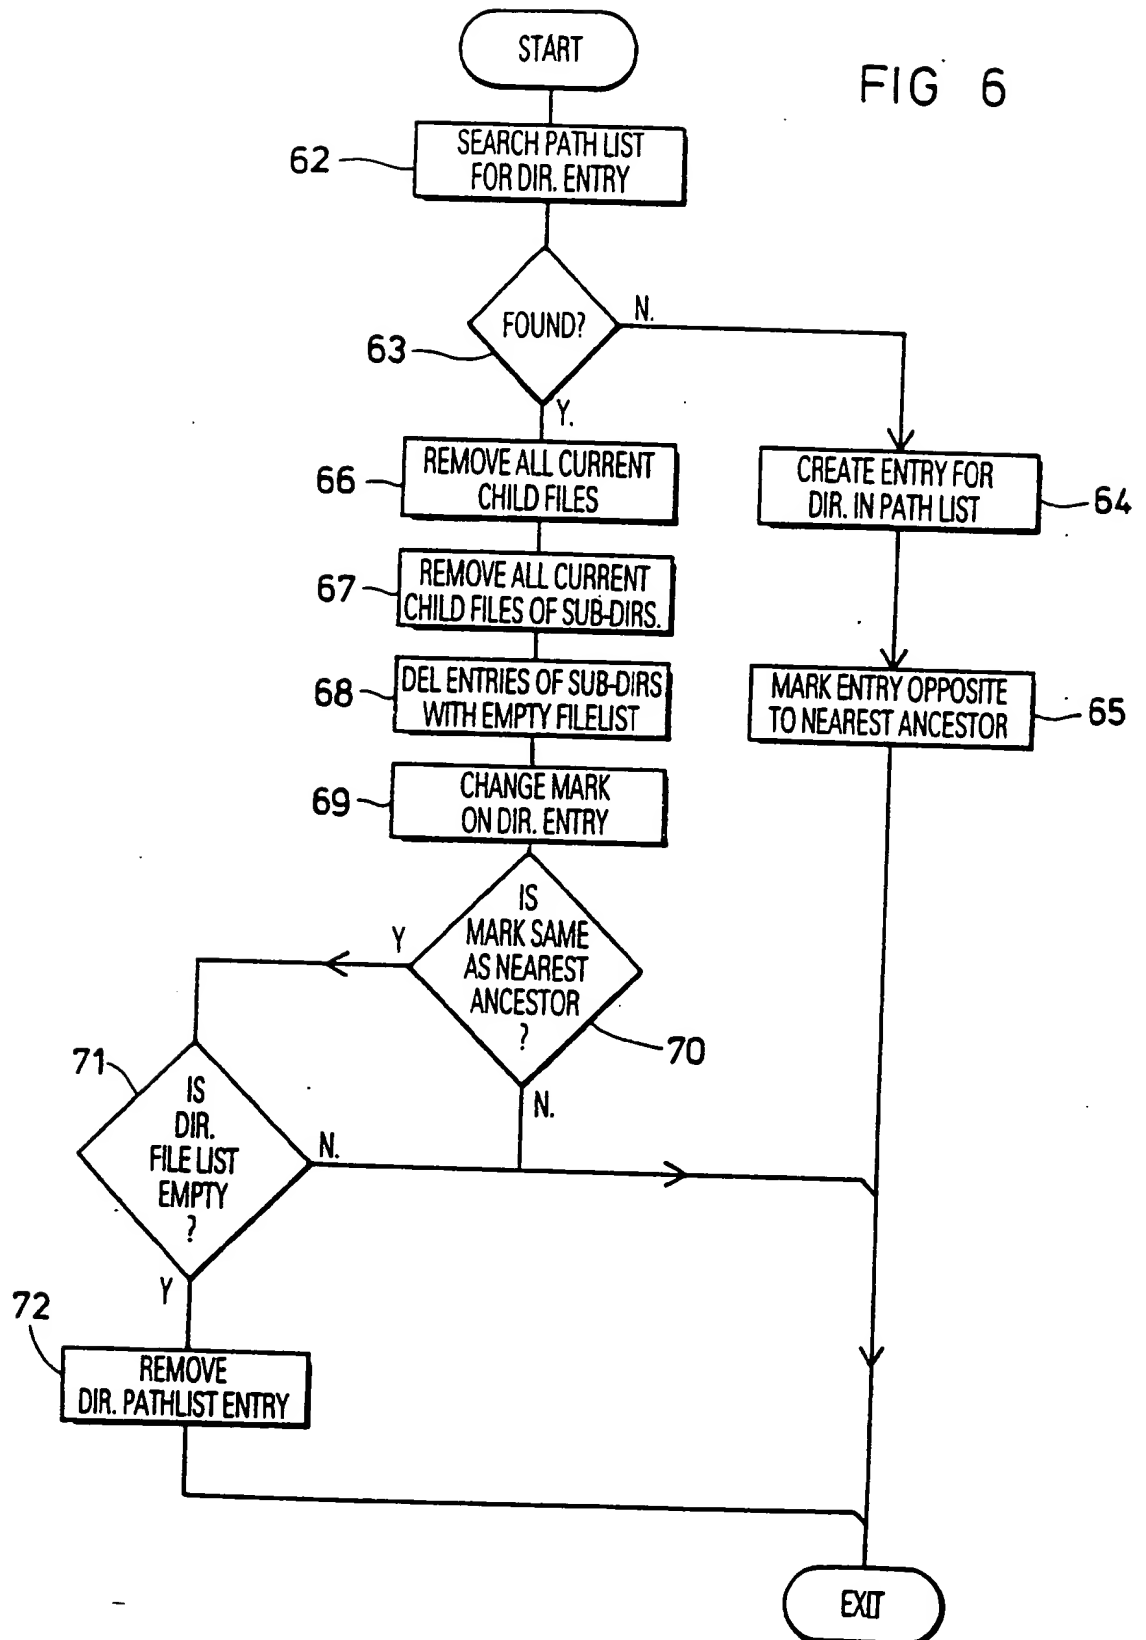 START
FIG 6
62
SEARCH PATH LIST
FOR DIR. ENTRY
FOUND?
N.
63
Y.
66
REMOVE ALL CURRENT
CHILD FILES
CREATE ENTRY FOR
DIR. IN PATH LIST
64
67
REMOVE ALL CURRENT
CHILD FILES OF SUB-DIRS.
68
DEL ENTRIES OF SUB-DIRS
WITH EMPTY FILELIST
MARK ENTRY OPPOSITE
TO NEAREST ANCESTOR
65
69
CHANGE MARK
ON DIR. ENTRY
IS
MARK SAME
AS NEAREST
ANCESTOR
?
Y
70
N.
71
IS
DIR.
FILE LIST
EMPTY
?
N.
Y
72
REMOVE
DIR. PATHLIST ENTRY
EXIT